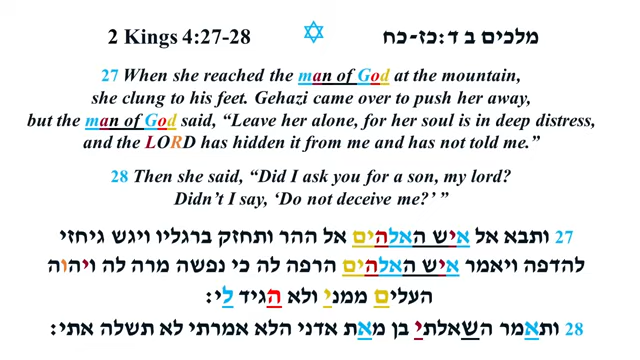 2 Kings 4:27-28
מלכים ב ד:כז-כח
27 When she reached the man of God at the mountain,
she clung to his feet. Gehazi came over to push her away,
but the man of God said, “Leave her alone, for her soul is in deep distress,
and the LORD has hidden it from me and has not told me.”
28 Then she said, “Did I ask you for a son, my lord?
Didn’t I say, ‘Do not deceive me?’ ”
27 ותבא אל איש האלהים אל ההר ותחזק ברגליו ויגש גיחזי
להדפה ויאמר איש האלהים הרפה לה כי נפשה מרה לה ויהוה
העלים ממני ולא הגיד לי:
28 ותאמר השאלתי בן מאת אדני הלא אמרתי לא תשלה אתי: